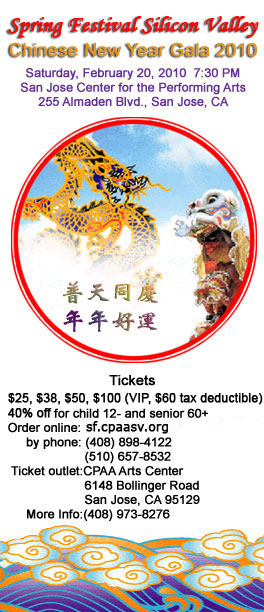 Spring Festival Silicon Valley
Chinese New Year Gala 2010
Saturday, February 20, 2010 7:30 PM
San Jose Center for the Performing Arts
255 Almaden Blvd., San Jose, CA
普天同慶
年年好運
Tickets
$25, $38, $50, $100 (VIP, $60 tax deductible)
40% off for child 12- and senior 60+
Order online: sf.cpaasv.org
by phone: (408) 898-4122
(510) 657-8532
Ticket outlet:CPAA Arts Center
6148 Bollinger Road
San Jose, CA 95129
More Info:(408) 973-8276